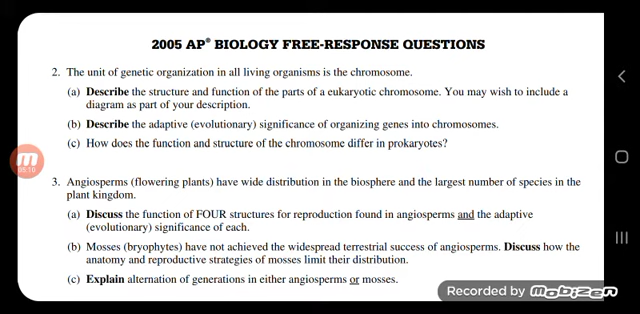 2005 AP® BIOLOGY FREE-RESPONSE QUESTIONS
2. The unit of genetic organization in all living organisms is the chromosome.
(a) Describe the structure and function of the parts of a eukaryotic chromosome. You may wish to include a
diagram as part of your description.
(b) Describe the adaptive (evolutionary) significance of organizing genes into chromosomes.
(c) How does the function and structure of the chromosome differ in prokaryotes?
3. Angiosperms (flowering plants) have wide distribution in the biosphere and the largest number of species in the
plant kingdom.
(a) Discuss the function of FOUR structures for reproduction found in angiosperms and the adaptive
(evolutionary) significance of each.
(b) Mosses (bryophytes) have not achieved the widespread terrestrial success of angiosperms. Discuss how the
anatomy and reproductive strategies of mosses limit their distribution.
(c) Explain alternation of generations in either angiosperms or mosses.
m
05:10
Recorded by mobizen